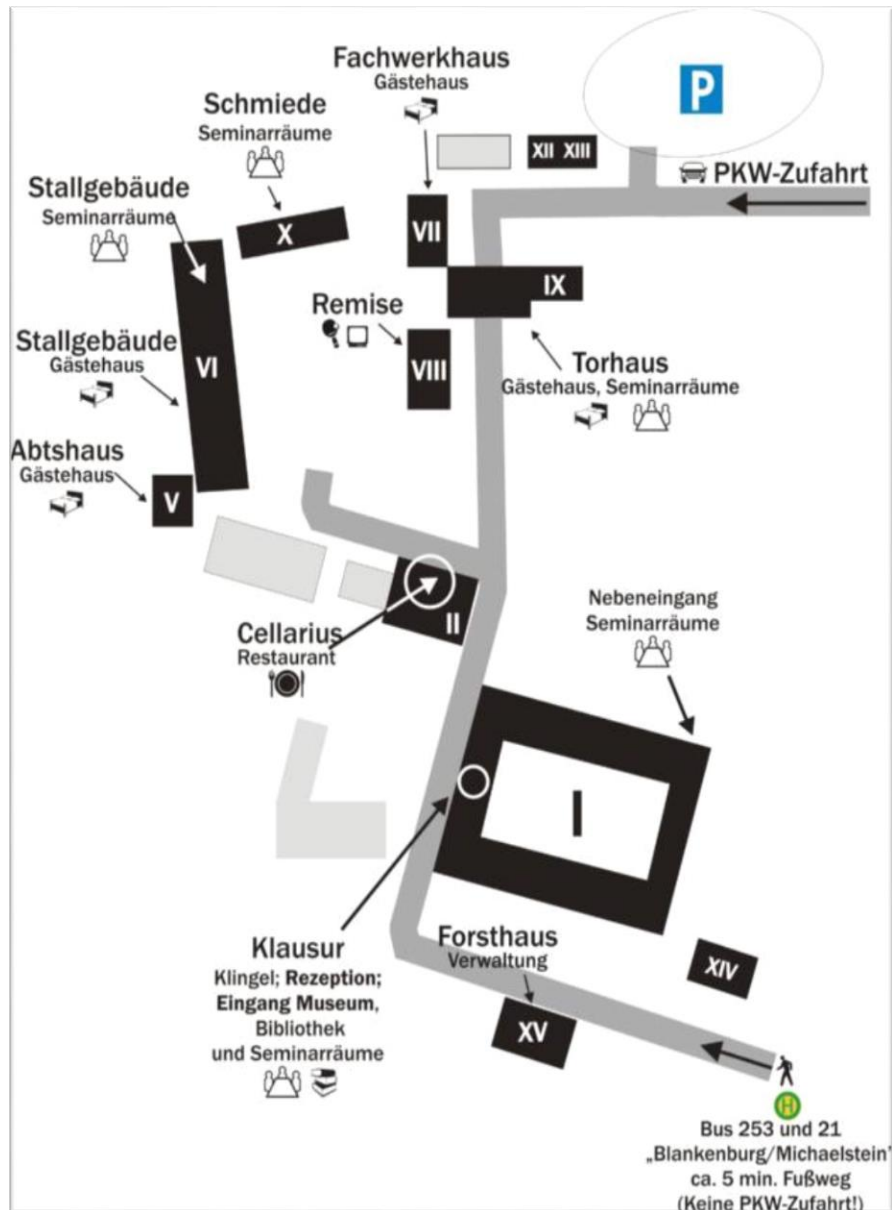 Fachwerkhaus
Gästehaus
P
Schmiede
Seminarräume
XII XIII
PKW-Zufahrt
Stallgebäude
Seminarräume
X
VII
IX
Remise
Stallgebäude
Gästehaus
VI
VIII
Torhaus
Gästehaus, Seminarräume
Abtshaus
Gästehaus
V
Nebeneingang
Seminarräume
II
Cellarius
Restaurant
I
Klausur
Klingel; Rezeption;
Eingang Museum,
Bibliothek
und Seminarräume
Forsthaus
Verwaltung
XIV
XV
H
Bus 253 und 21
„Blankenburg/Michaelstein"
ca. 5 min. Fußweg
(Keine PKW-Zufahrt!)